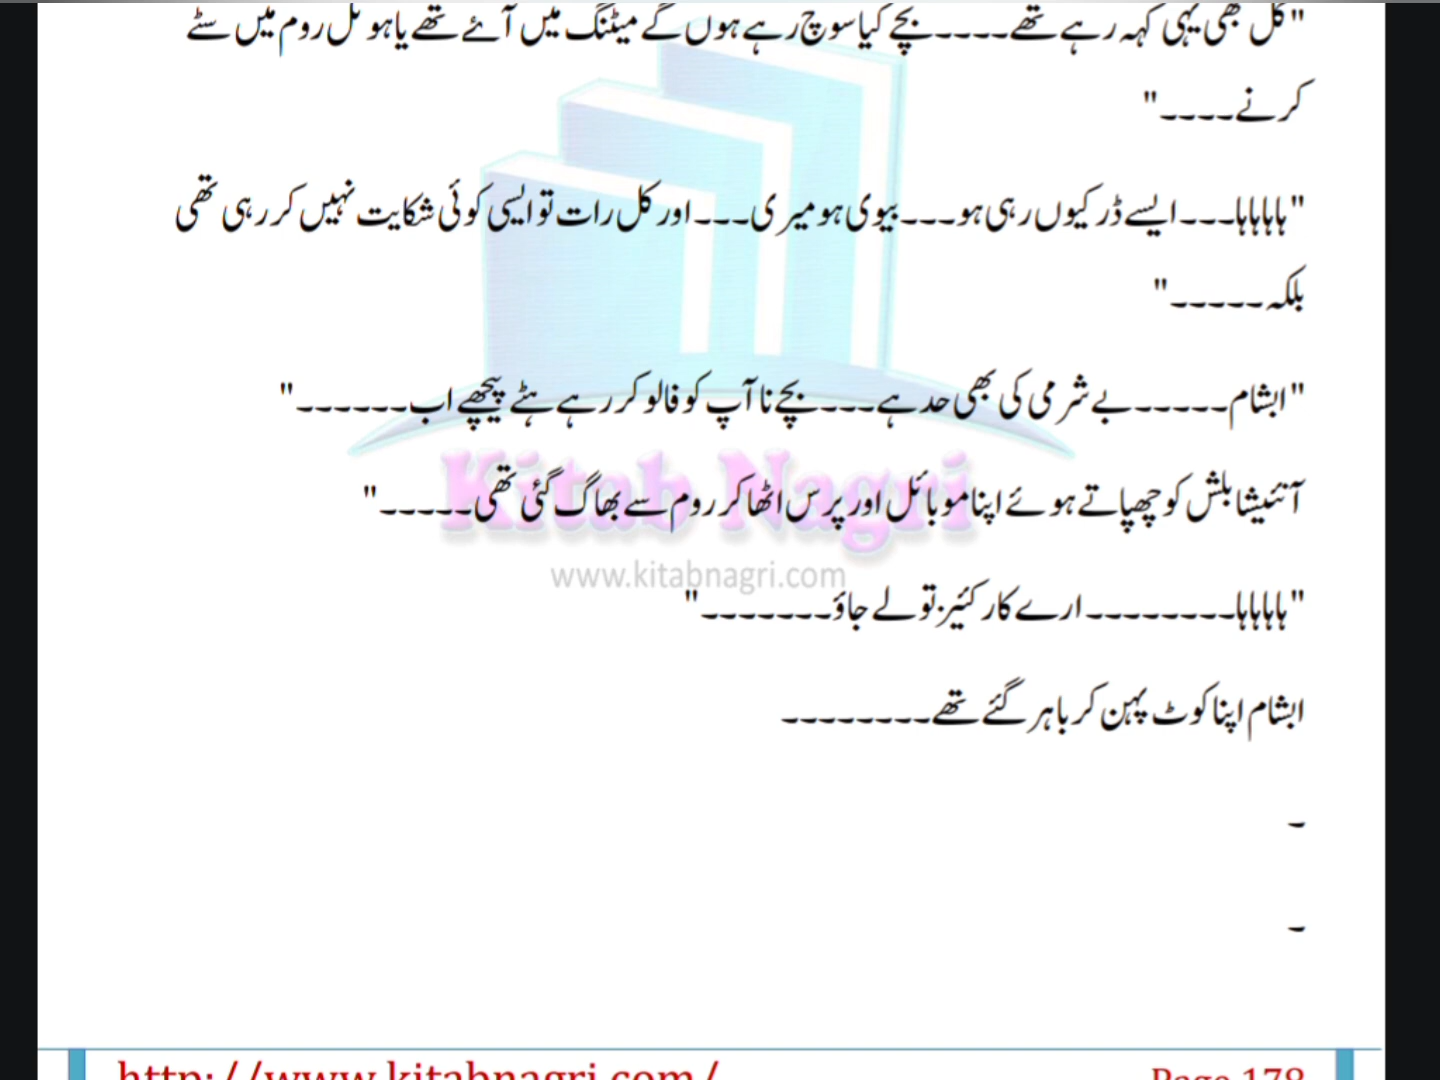 "کل بھی یہی کہہ رہے تھے۔۔۔۔بچے کیا سوچ رہے ہوں گے میٹنگ میں آئے تھے یا ہوٹل روم میں سٹے
کرنے۔۔۔۔"
"ہاہاہاہا۔۔۔ایسے ڈر کیوں رہی ہو۔۔۔بیوی ہو میری۔۔۔اور کل رات تو ایسی کوئی شکایت نہیں کر رہی تھی
بلکہ۔۔۔۔۔"
"ابشام۔۔۔۔۔بے شرمی کی بھی حد ہے۔۔۔بچے نا آپ کو فالو کر رہے ہٹے پیچھے اب۔۔۔۔۔۔"
آئیشا بلش کو چھپاتے ہوئے اپنا موبائل اور پرس اٹھا کر روم سے بھاگ گئی تھی۔۔۔۔۔"
Kitab Nagri
www.kitabnagri.com
"ہاہاہاہا۔۔۔۔۔۔۔۔ارے کار کئیز تو لے جاؤ۔۔۔۔۔۔۔"
ابشام اپنا کوٹ پہن کر باہر گئے تھے۔۔۔۔۔۔۔۔
۔
۔
http://www.kitabnagri.com/ Page 178